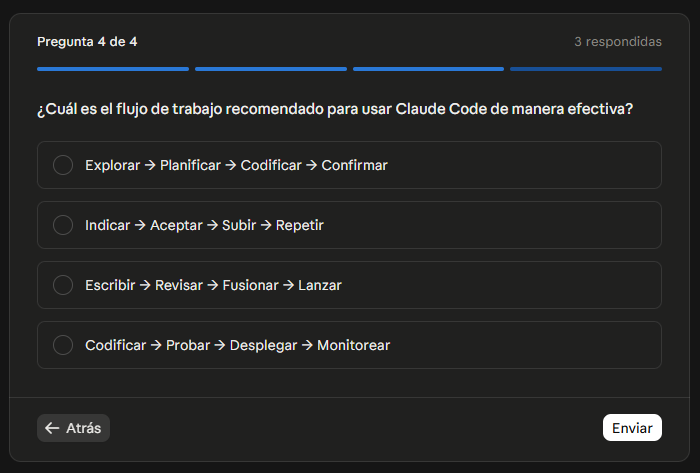 Pregunta 4 de 4
3 respondidas
¿Cuál es el flujo de trabajo recomendado para usar Claude Code de manera efectiva?
Explorar → Planificar → Codificar → Confirmar
Indicar → Aceptar → Subir → Repetir
Escribir → Revisar → Fusionar → Lanzar
Codificar → Probar → Desplegar → Monitorear
← Atrás
Enviar